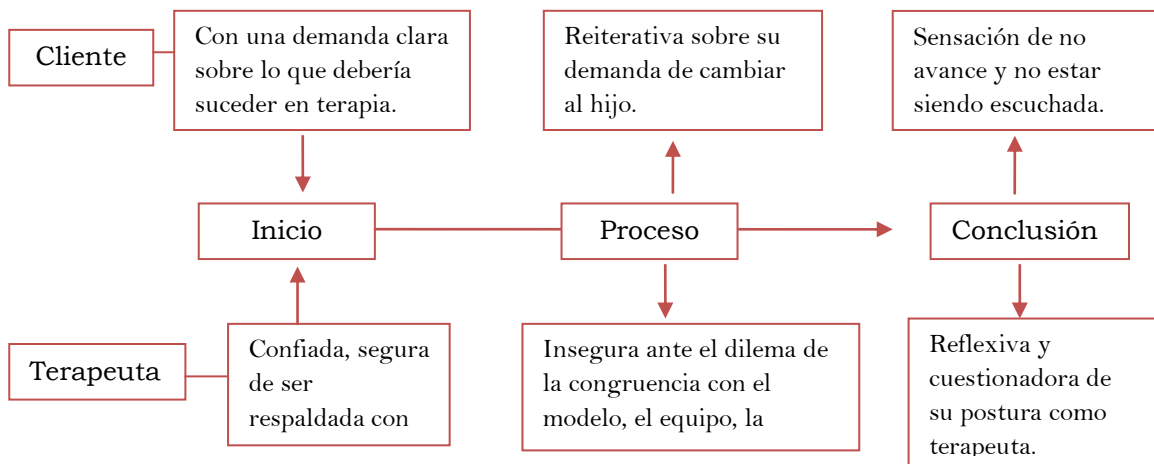 Cliente
Con una demanda clara
sobre lo que debería
suceder en terapia.
Reiterativa sobre su
demanda de cambiar
al hijo.
Sensación de no
avance y no estar
siendo escuchada.
Inicio
Proceso
Conclusión
Terapeuta
Confiada, segura
de ser
respaldada con
Insegura ante el dilema de
la congruencia con el
modelo, el equipo, la
Reflexiva y
cuestionadora de
su postura como
terapeuta.